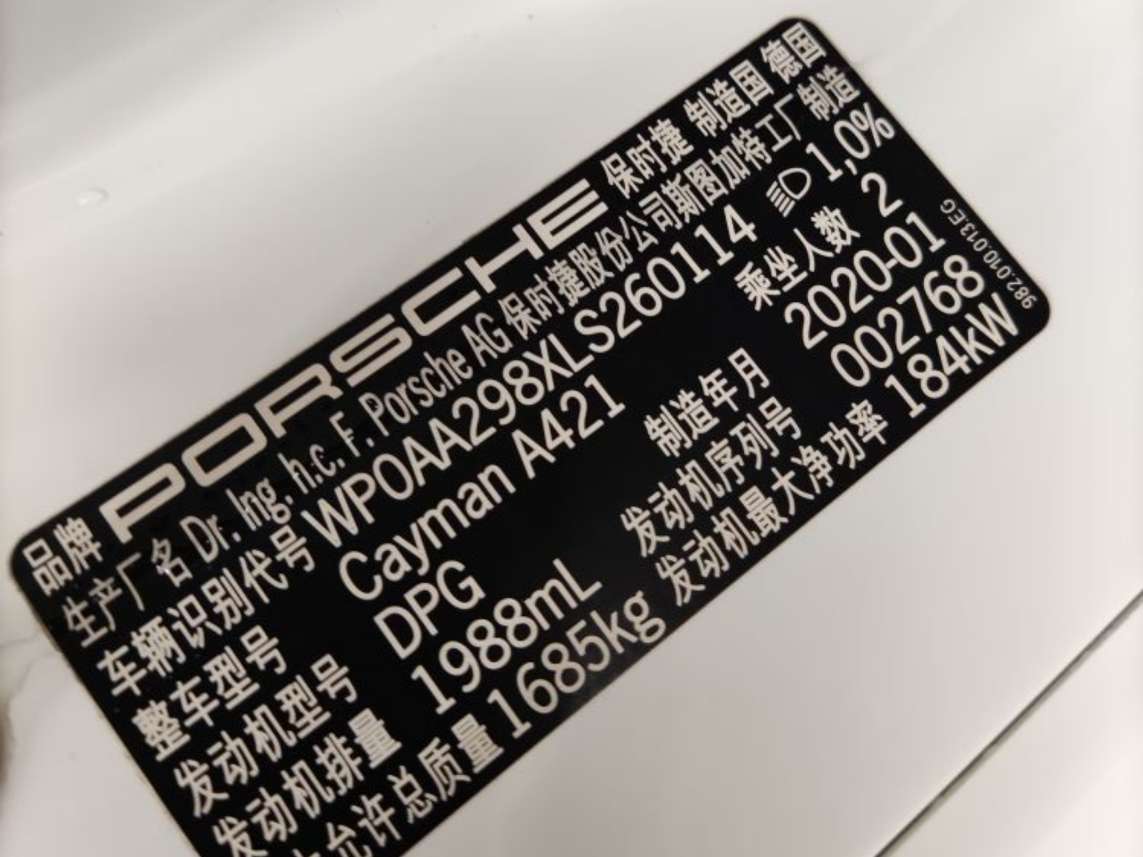 品牌 PORSCHE 保时捷 制造国 德国
生产厂名 Dr. Ing. h.c. F. Porsche AG 保时捷股份公司斯图加特工厂制造
车辆识别代号 WP0AA298XLS260114 1,0%
整车型号 Cayman A421 乘坐人数 2
发动机型号 DPG 制造年月 2020-01
发动机排量 1988mL 发动机序列号 002768
允许总质量 1685kg 发动机最大净功率 184kW
982.010.013.EG